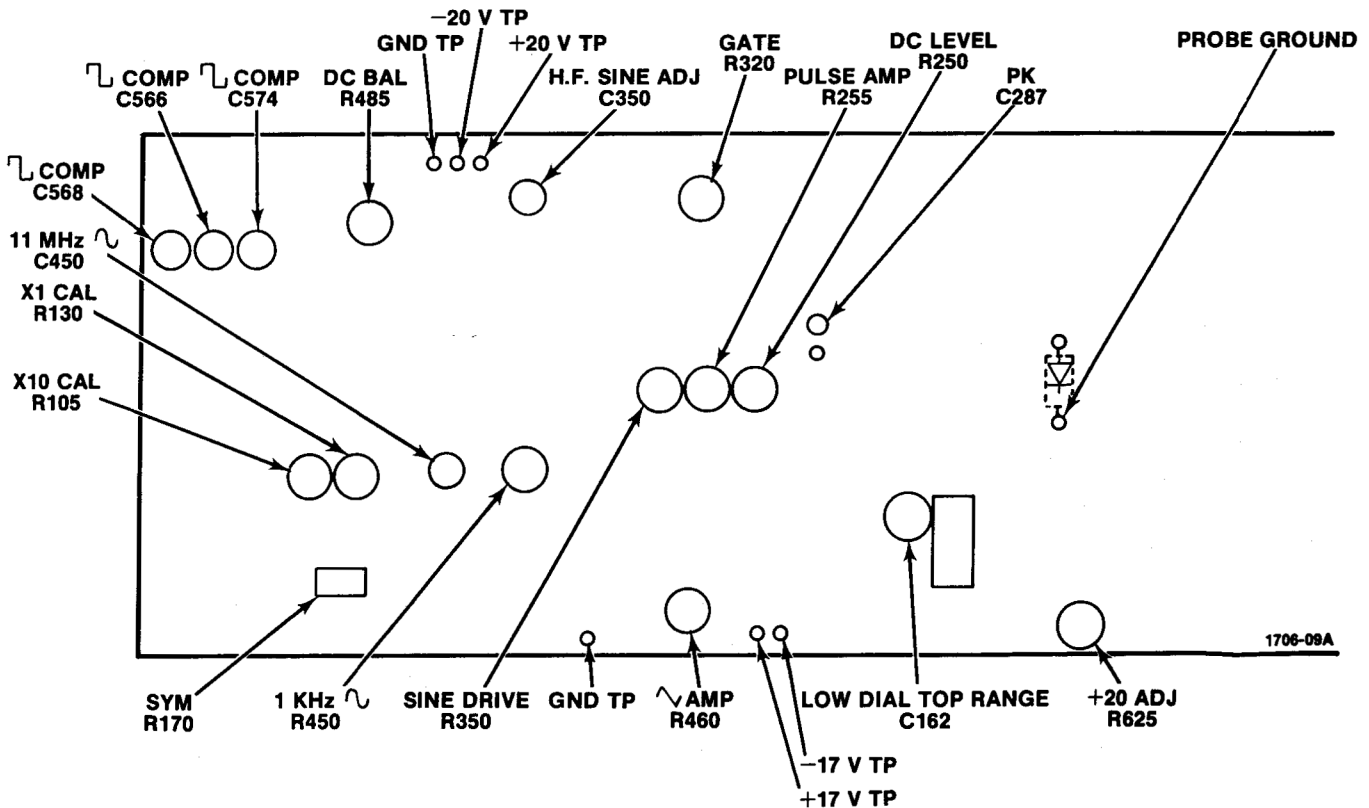 −20 V TP
GND TP
+20 V TP
COMP
C566
COMP
C574
DC BAL
R485
H.F. SINE ADJ
C350
GATE
R320
PULSE AMP
R255
DC LEVEL
R250
PK
C287
PROBE GROUND
COMP
C568
11 MHz
C450
X1 CAL
R130
X10 CAL
R105
1706-09A
SYM
R170
1 KHz
R450
SINE DRIVE
R350
GND TP
AMP
R460
LOW DIAL TOP RANGE
C162
+20 ADJ
R625
−17 V TP
+17 V TP